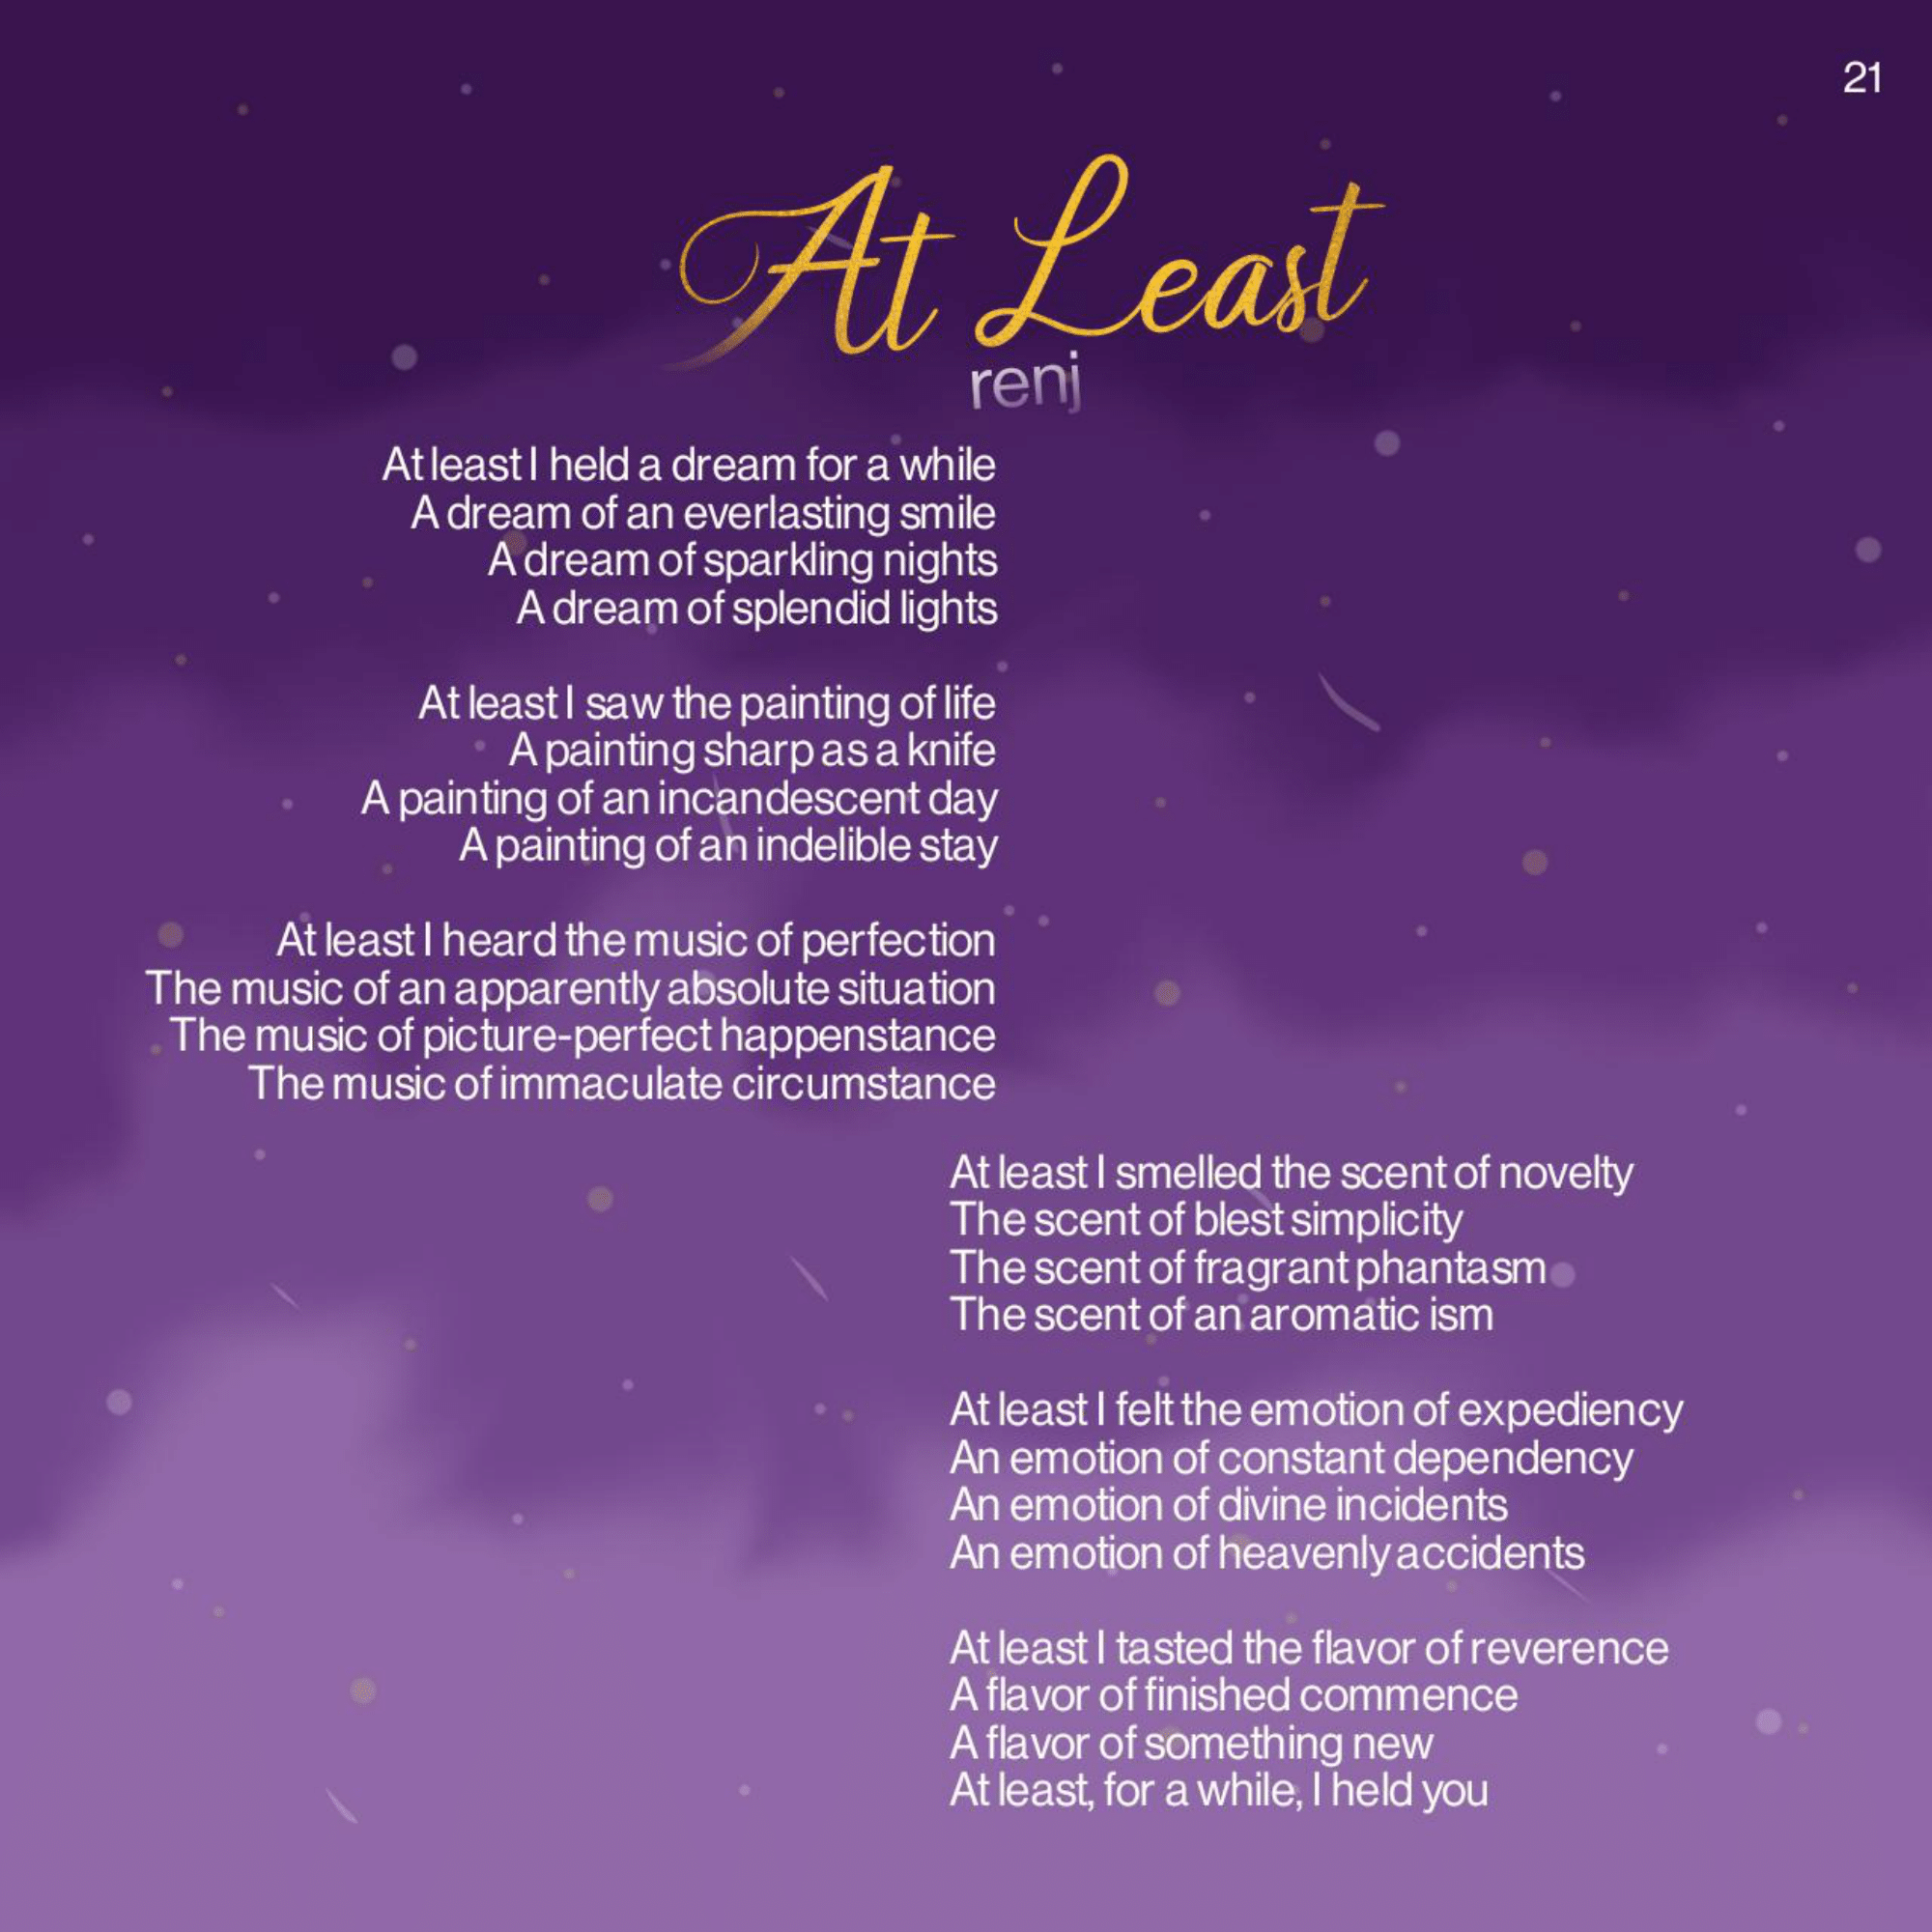 21
At Least
renj
At least I held a dream for a while
A dream of an everlasting smile
A dream of sparkling nights
A dream of splendid lights
At least I saw the painting of life
A painting sharp as a knife
A painting of an incandescent day
A painting of an indelible stay
At least I heard the music of perfection
The music of an apparently absolute situation
The music of picture-perfect happenstance
The music of immaculate circumstance
At least I smelled the scent of novelty
The scent of blest simplicity
The scent of fragrant phantasm
The scent of an aromatic ism
At least I felt the emotion of expediency
An emotion of constant dependency
An emotion of divine incidents
An emotion of heavenly accidents
At least I tasted the flavor of reverence
A flavor of finished commence
A flavor of something new
At least, for a while, I held you